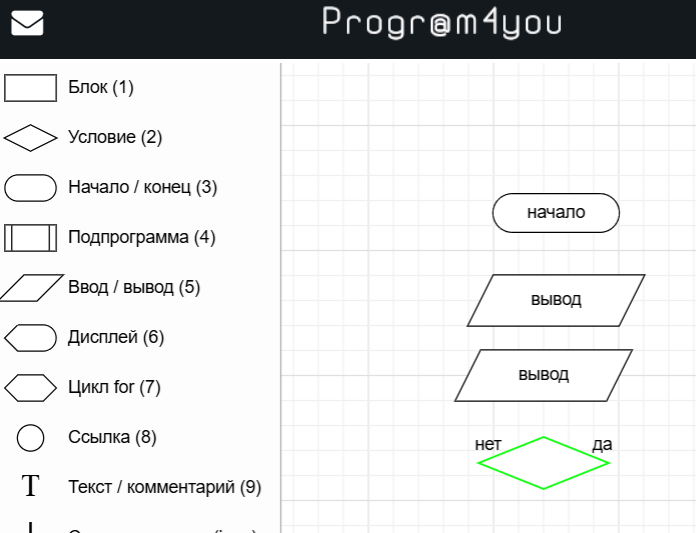 Progr@m4you
Блок (1)
Условие (2)
Начало / конец (3)
Подпрограмма (4)
Ввод / вывод (5)
Дисплей (6)
Цикл for (7)
Ссылка (8)
T Текст / комментарий (9)
начало
вывод
вывод
нет да